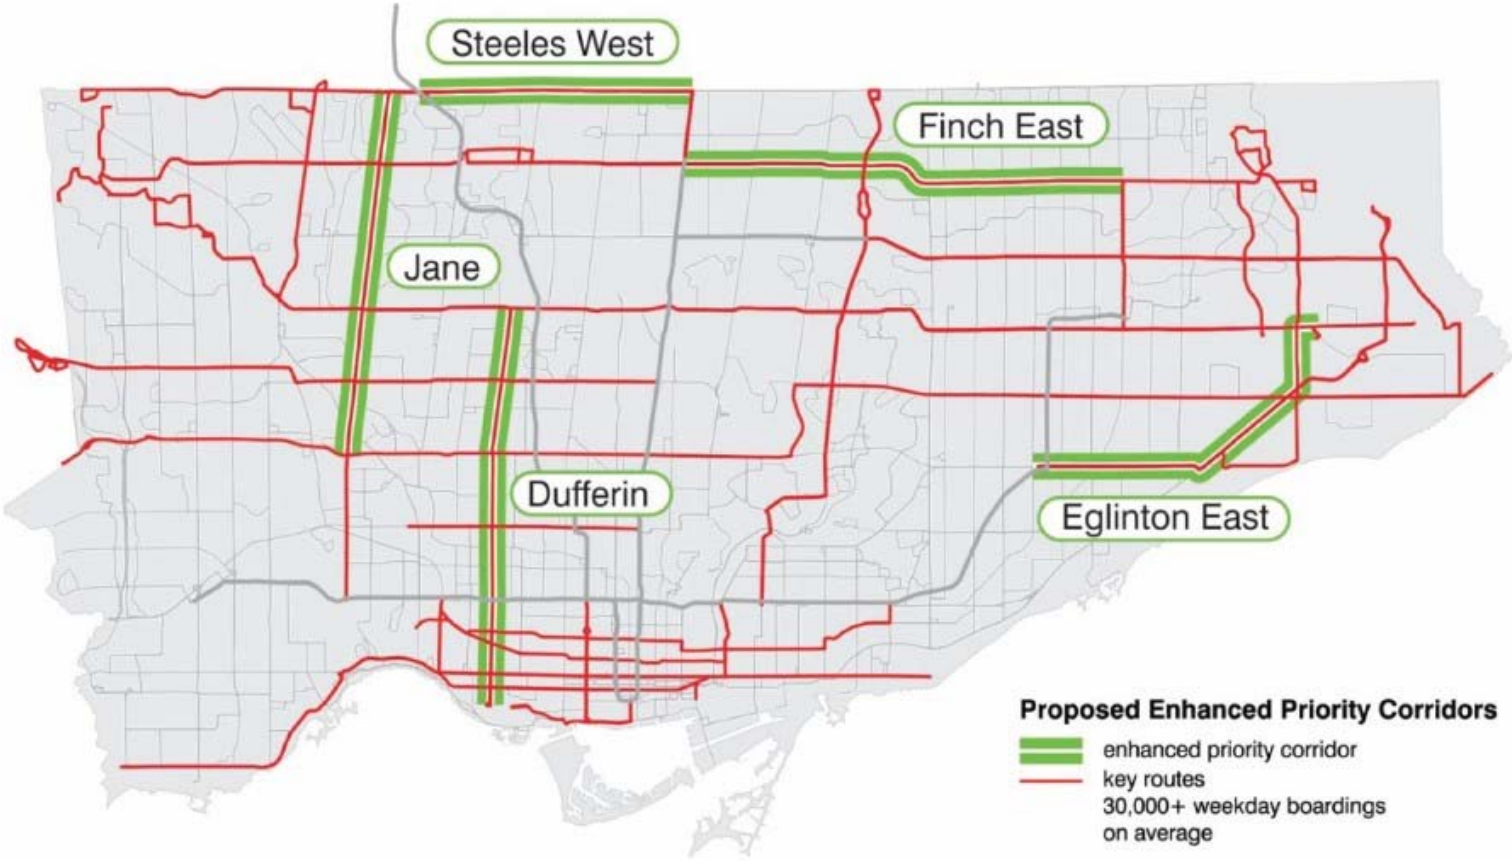 Steeles West
Finch East
Jane
Dufferin
Eglinton East
Proposed Enhanced Priority Corridors
enhanced priority corridor
key routes
30,000+ weekday boardings
on average